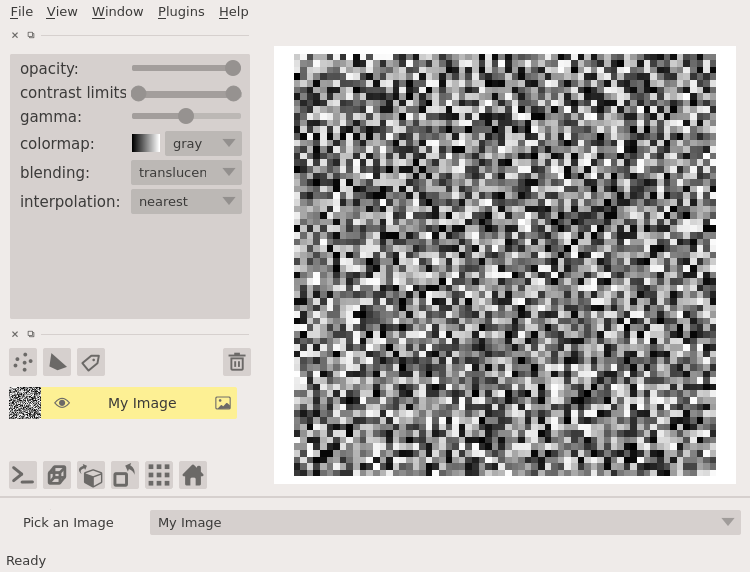 File View Window Plugins Help
opacity:
contrast limits
gamma:
colormap: gray
blending: translucen
interpolation: nearest
My Image
Pick an Image My Image
Ready